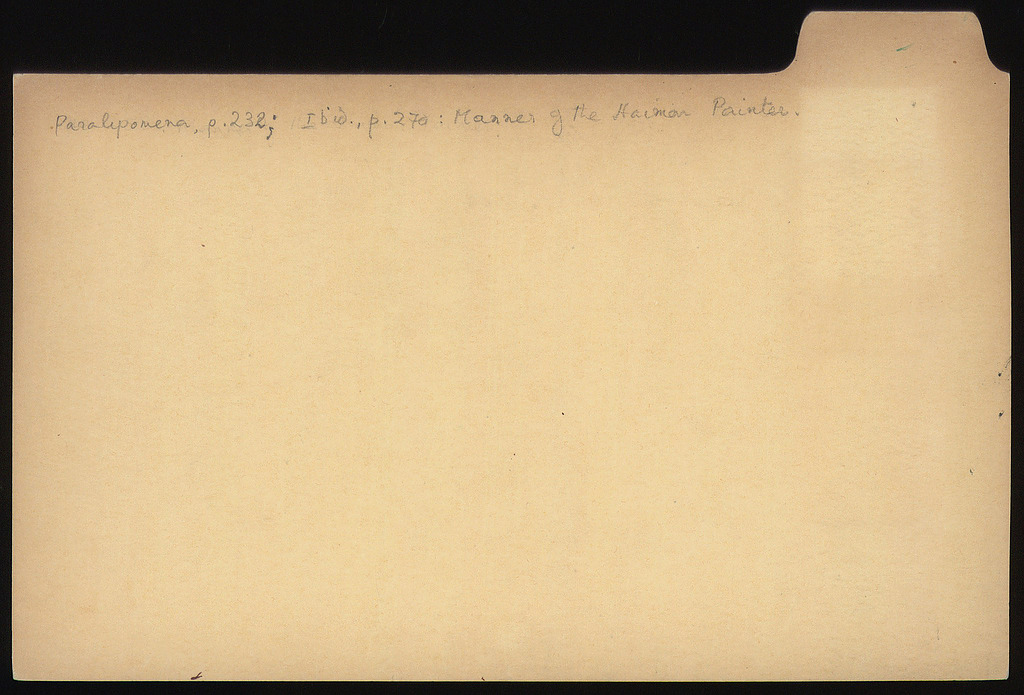 Paralipomena, p.232; Ibid., p.270: Manner of the Haimon Painter.